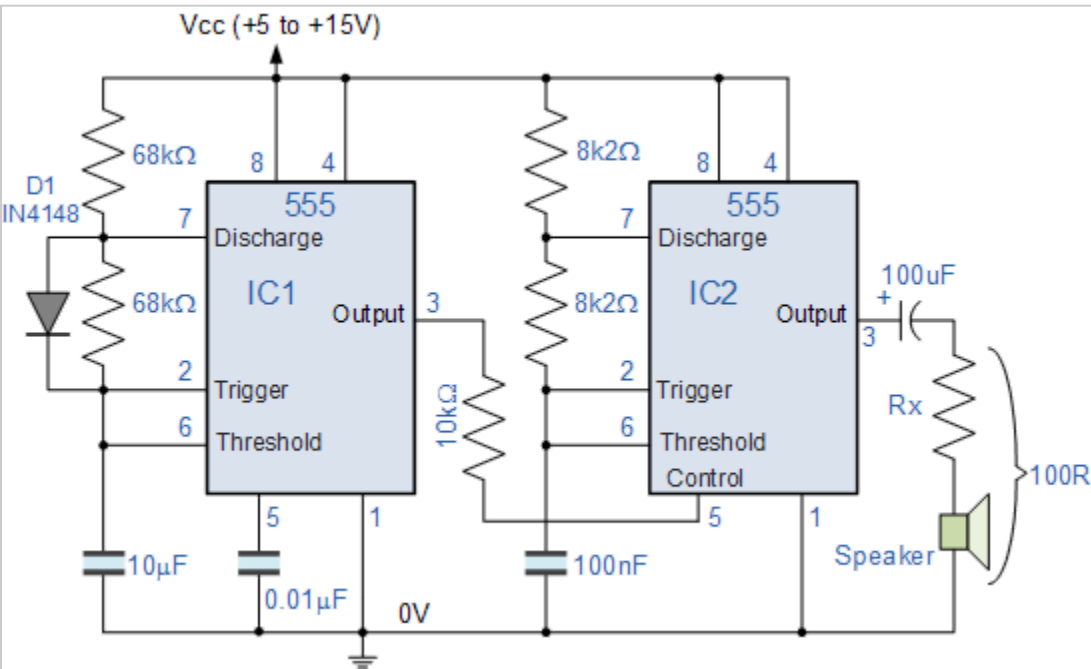 Vcc (+5 to +15V)
68kΩ
8
4
8k2Ω
8
4
D1
IN4148
555
555
7
Discharge
7
Discharge
68kΩ
IC1
8k2Ω
IC2
100uF
+
Output
3
Output
3
2
Trigger
10kΩ
2
Trigger
Rx
6
Threshold
6
Threshold
Control
100R
5
1
5
1
10μF
0.01μF
100nF
Speaker
0V